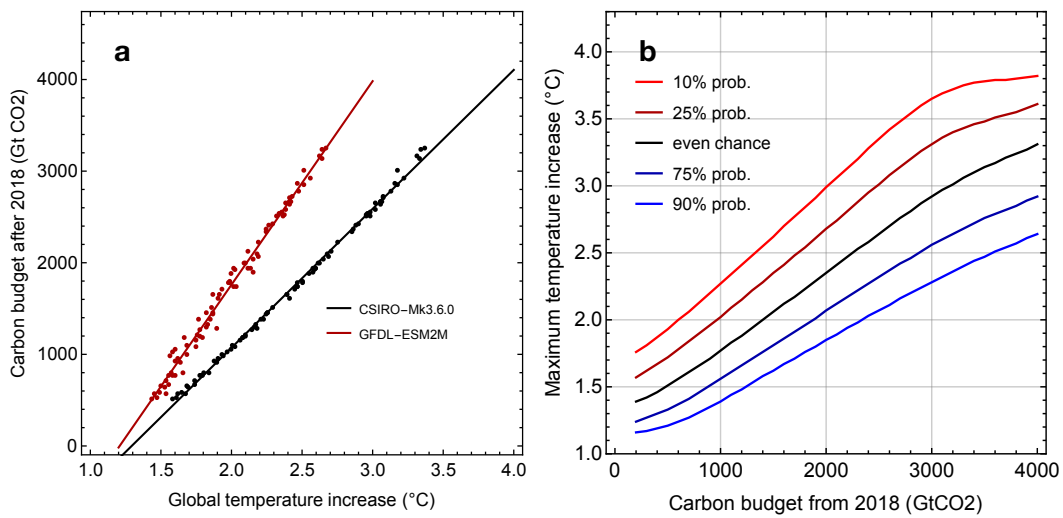 a
Carbon budget after 2018 (Gt CO2)
4000
3000
2000
1000
0
CSIRO-Mk3.6.0
GFDL-ESM2M
1.0 1.5 2.0 2.5 3.0 3.5 4.0
Global temperature increase (°C)
b
Maximum temperature increase (°C)
4.0
3.5
3.0
2.5
2.0
1.5
1.0
10% prob.
25% prob.
even chance
75% prob.
90% prob.
0 1000 2000 3000 4000
Carbon budget from 2018 (GtCO2)